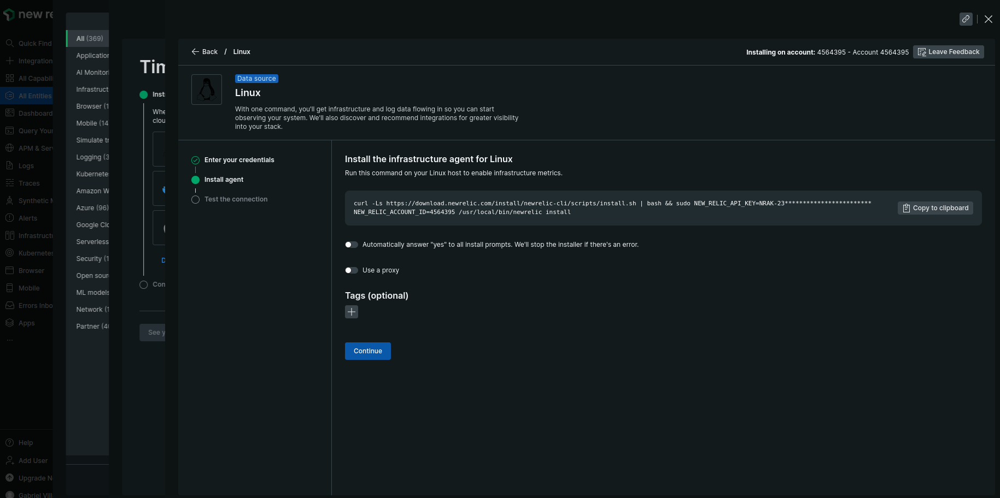 new re
Quick Find
Integration
All Capabili
All Entities
Dashboard
Query Your
APM & Serv
Logs
Traces
Synthetic M
Alerts
Infrastructu
Kubernetes
Browser
Mobile
Errors Inbo
Apps
...
Help
Add User
Upgrade N
Gabriel Vill
All (369)
Application
AI Monitori
Infrastruct
Browser (1
Mobile (14
Simulate tr
Logging (3
Kubernetes
Amazon W
Azure (96)
Google Clo
Serverless
Security (1
Open sourc
ML models
Network (1
Partner (40
Tim
Inst
Whe
clou
D
Con
See y
Back / Linux
Installing on account: 4564395 - Account 4564395
Leave Feedback
Data source
Linux
With one command, you'll get infrastructure and log data flowing in so you can start
observing your system. We'll also discover and recommend integrations for greater visibility
into your stack.
Enter your credentials
Install agent
Test the connection
Install the infrastructure agent for Linux
Run this command on your Linux host to enable infrastructure metrics.
curl -Ls https://download.newrelic.com/install/newrelic-cli/scripts/install.sh | bash && sudo NEW_RELIC_API_KEY=NRAK-23************************
NEW_RELIC_ACCOUNT_ID=4564395 /usr/local/bin/newrelic install
Copy to clipboard
Automatically answer "yes" to all install prompts. We'll stop the installer if there's an error.
Use a proxy
Tags (optional)
Continue